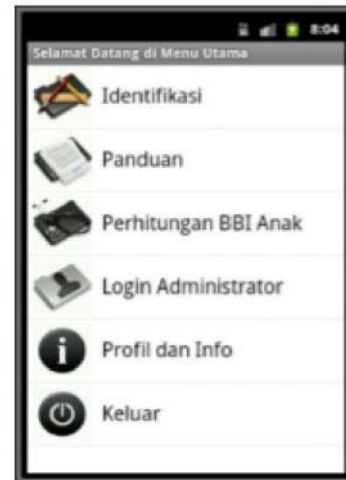 8:04
Selamat Datang di Menu Utama
Identifikasi
Panduan
Perhitungan BBI Anak
Login Administrator
Profil dan Info
Keluar